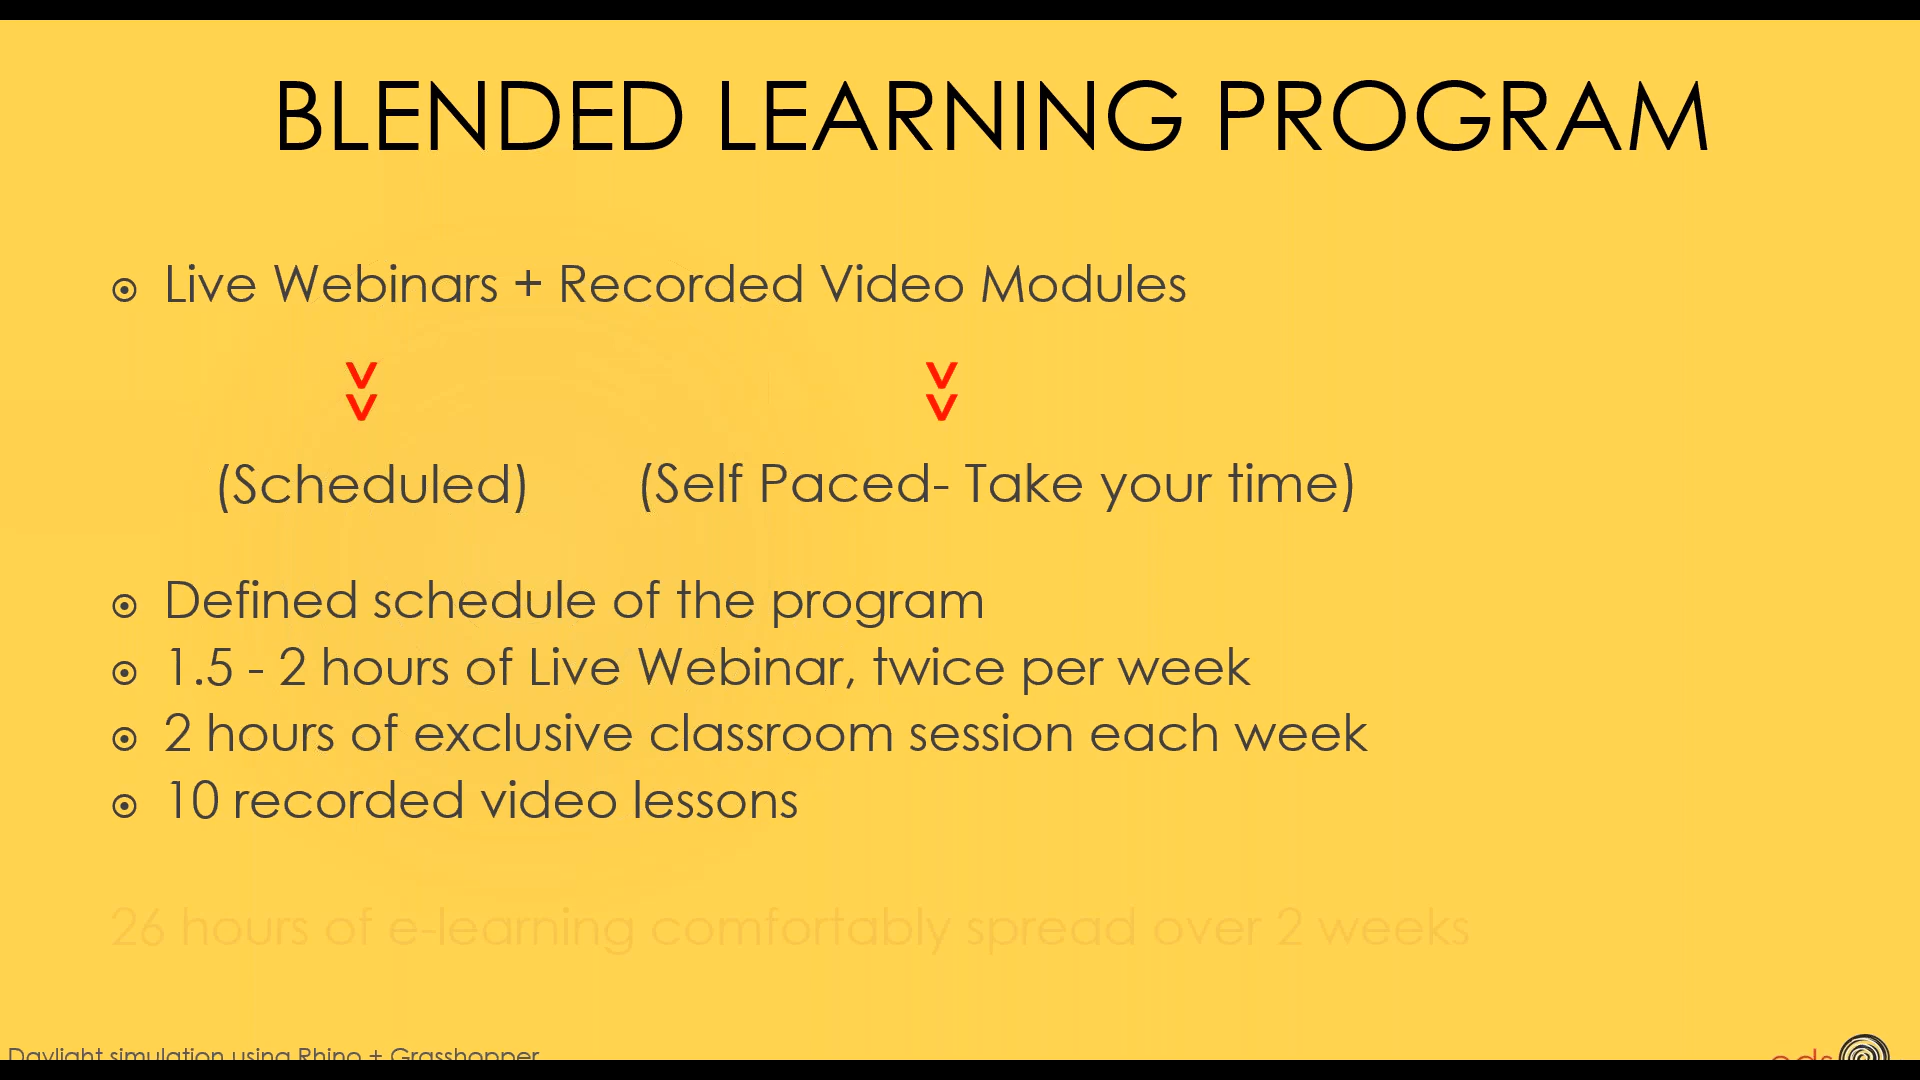 BLENDED LEARNING PROGRAM
Live Webinars + Recorded Video Modules
(Scheduled) (Self Paced- Take your time)
Defined schedule of the program
1.5 - 2 hours of Live Webinar, twice per week
2 hours of exclusive classroom session each week
10 recorded video lessons
26 hours of e-learning comfortably spread over 2 weeks
Daylight simulation using Rhino + Grasshopper
eds